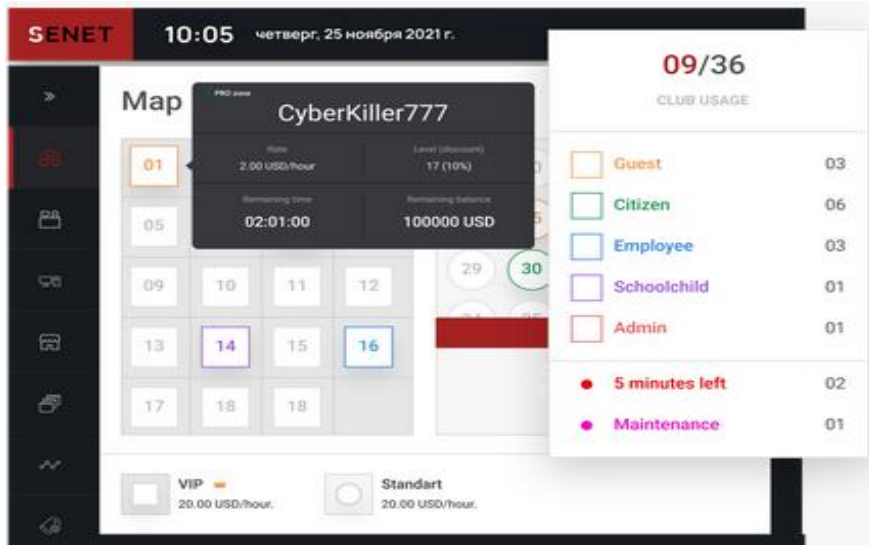 SENET
10:05 четверг, 25 ноября 2021 г.
Map
PRO zone
CyberKiller777
Rate
2.00 USD/hour
Level (discount)
17 (10%)
Remaining time
02:01:00
Remaining balance
100000 USD
01
05
09 10 11 12
13 14 15 16
17 18 18
29 30
VIP
20.00 USD/hour.
Standart
20.00 USD/hour.
09/36
CLUB USAGE
Guest 03
Citizen 06
Employee 03
Schoolchild 01
Admin 01
5 minutes left 02
Maintenance 01